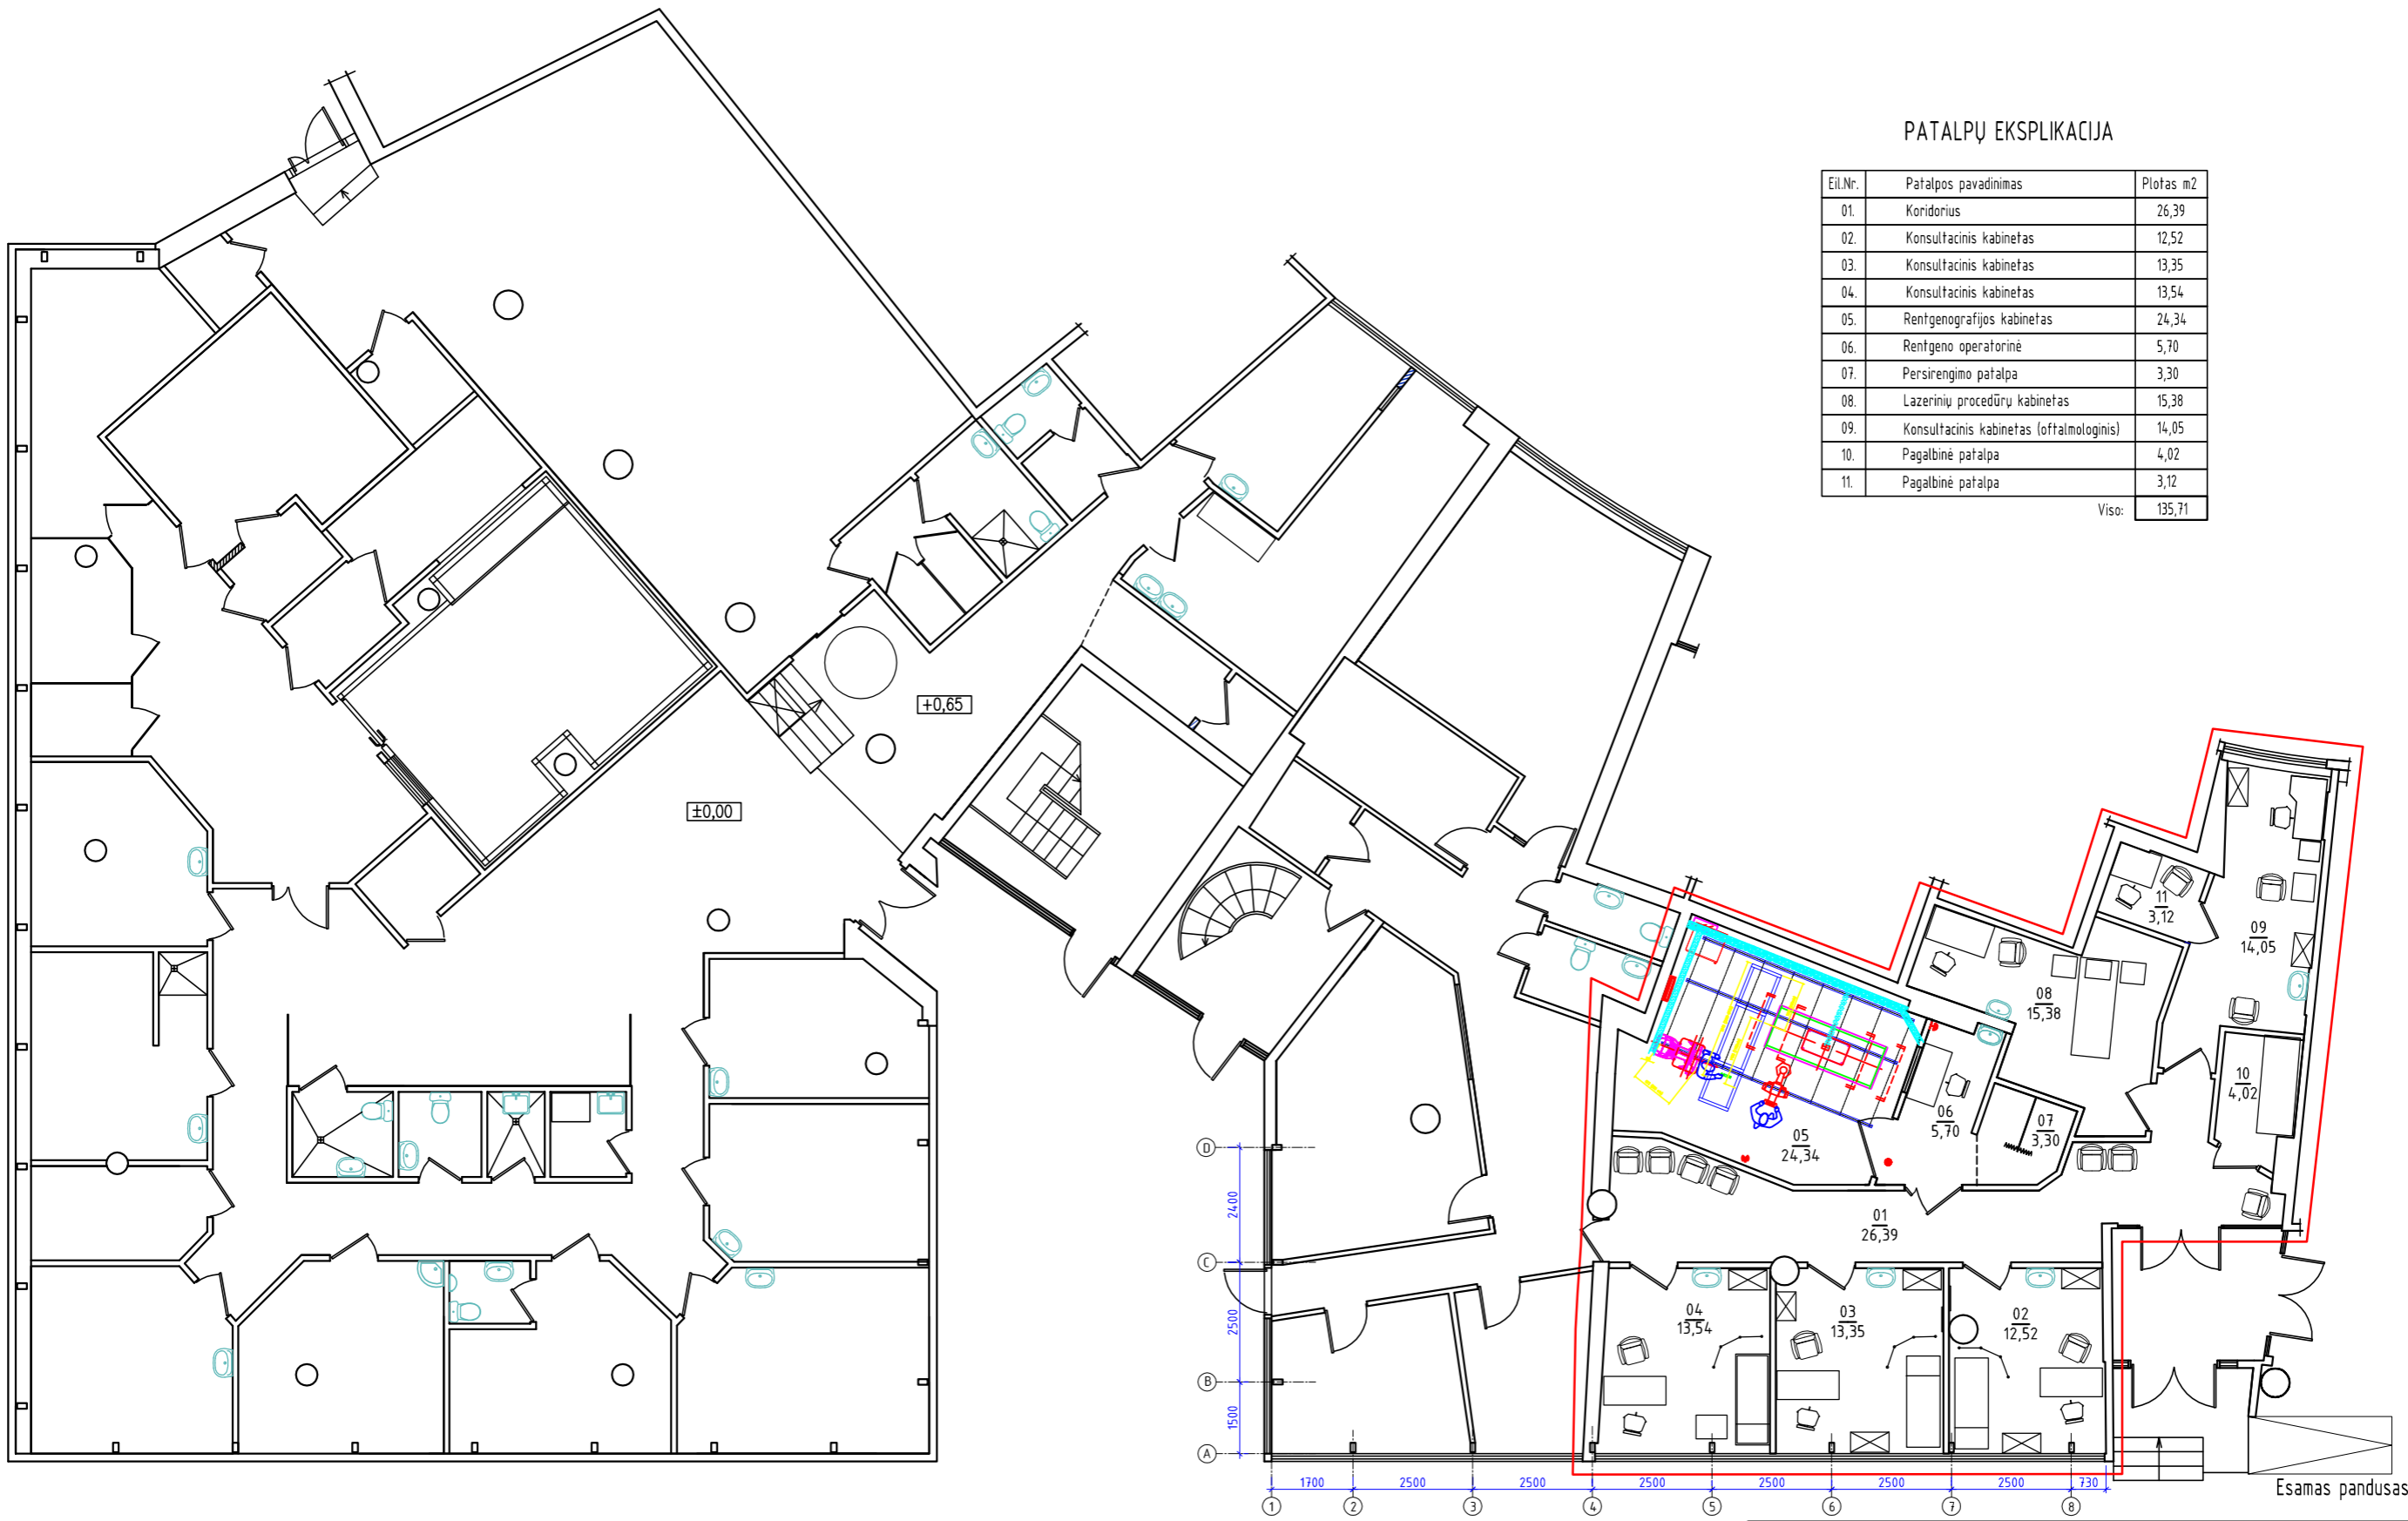 PATALPŲ EKSPLIKACIJA
Eil.Nr. Patalpos pavadinimas Plotas m2
01. Koridorius 26,39
02. Konsultacinis kabinetas 12,52
03. Konsultacinis kabinetas 13,35
04. Konsultacinis kabinetas 13,54
05. Rentgenografijos kabinetas 24,34
06. Rentgeno operatorinė 5,70
07. Persirengimo patalpa 3,30
08. Lazerinių procedūrų kabinetas 15,38
09. Konsultacinis kabinetas (oftalmologinis) 14,05
10. Pagalbinė patalpa 4,02
11. Pagalbinė patalpa 3,12
Viso: 135,71
+0,65
±0,00
11
3,12
09
14,05
08
15,38
10
4,02
06
5,70
07
3,30
05
24,34
01
26,39
04
13,54
03
13,35
02
12,52
D
2400
C
2500
B
1500
A
1700 2500 2500 2500 2500 2500 2500 730
1 2 3 4 5 6 7 8
Esamas pandusas